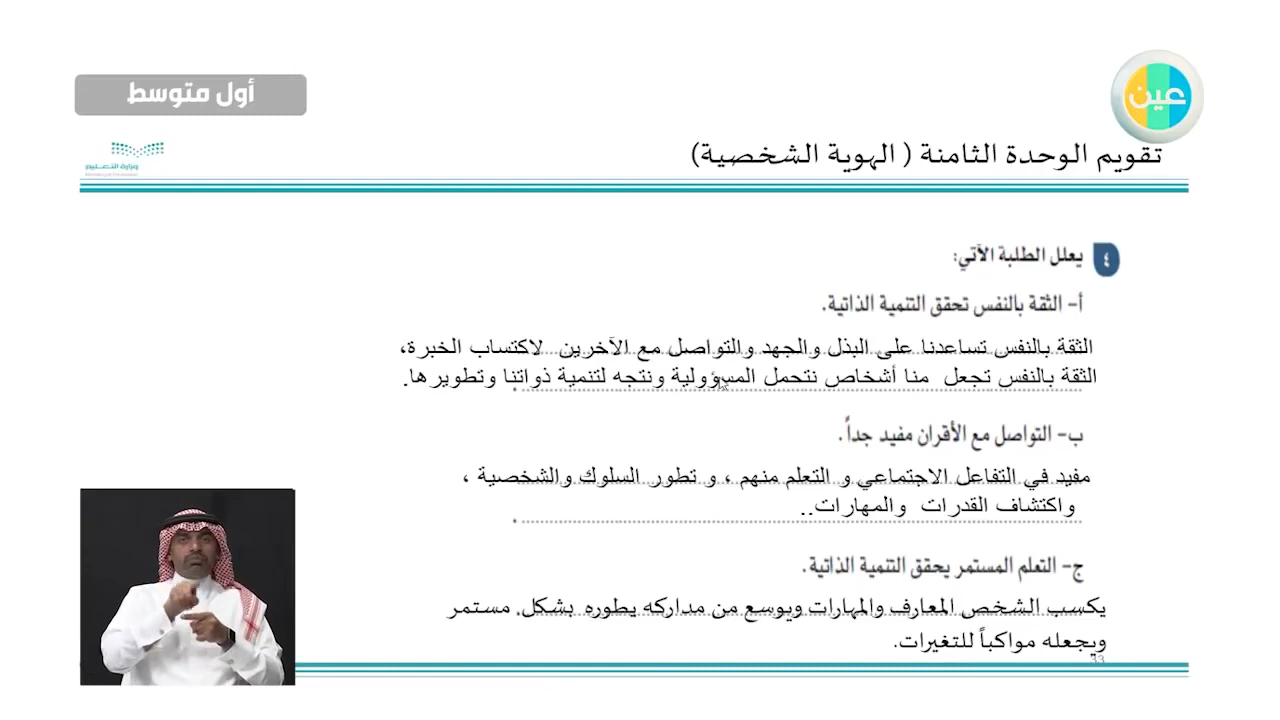 أول متوسط
عين
تقويم الوحدة الثامنة ( الهوية الشخصية)
وزارة التعليم
٤
يعلل الطلبة الآتي:
أ- الثقة بالنفس تحقق التنمية الذاتية.
الثقة بالنفس تساعدنا على البذل والجهد والتواصل مع الآخرين لاكتساب الخبرة،
الثقة بالنفس تجعل منا أشخاص نتحمل المسؤولية ونتجه لتنمية ذواتنا وتطويرها.
ب- التواصل مع الأقران مفيد جداً.
مفيد في التفاعل الاجتماعي و التعلم منهم ، و تطور السلوك والشخصية ،
واكتشاف القدرات والمهارات..
ج- التعلم المستمر يحقق التنمية الذاتية.
يكسب الشخص المعارف والمهارات ويوسع من مداركه يطوره بشكل مستمر
ويجعله مواكباً للتغيرات.
33